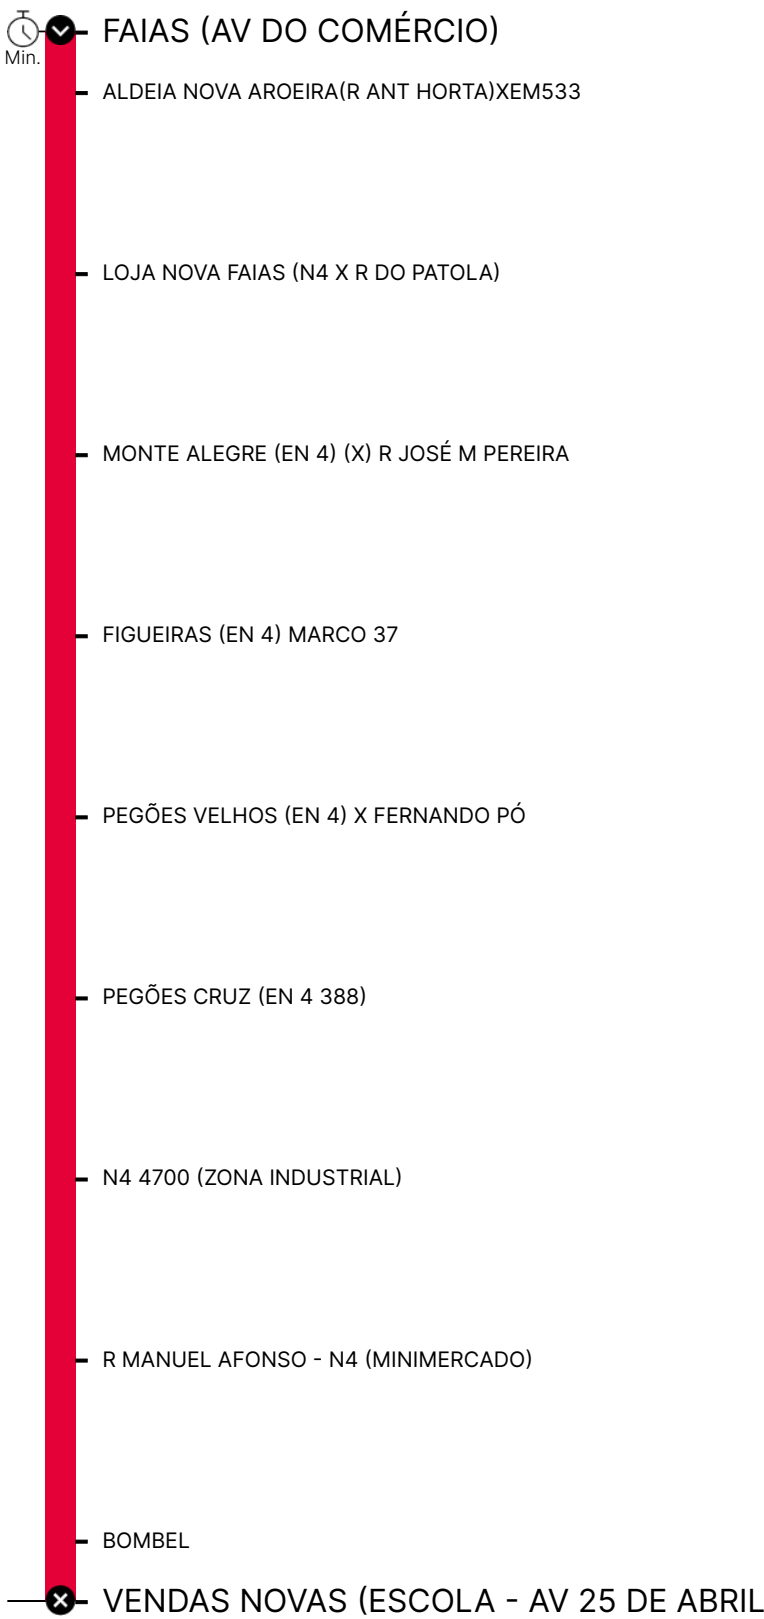 FAIAS (AV DO COMÉRCIO)
Min.
ALDEIA NOVA AROEIRA(R ANT HORTA)XEM533
LOJA NOVA FAIAS (N4 X R DO PATOLA)
MONTE ALEGRE (EN 4) (X) R JOSÉ M PEREIRA
FIGUEIRAS (EN 4) MARCO 37
PEGÕES VELHOS (EN 4) X FERNANDO PÓ
PEGÕES CRUZ (EN 4 388)
N4 4700 (ZONA INDUSTRIAL)
R MANUEL AFONSO - N4 (MINIMERCADO)
BOMBEL
VENDAS NOVAS (ESCOLA - AV 25 DE ABRIL